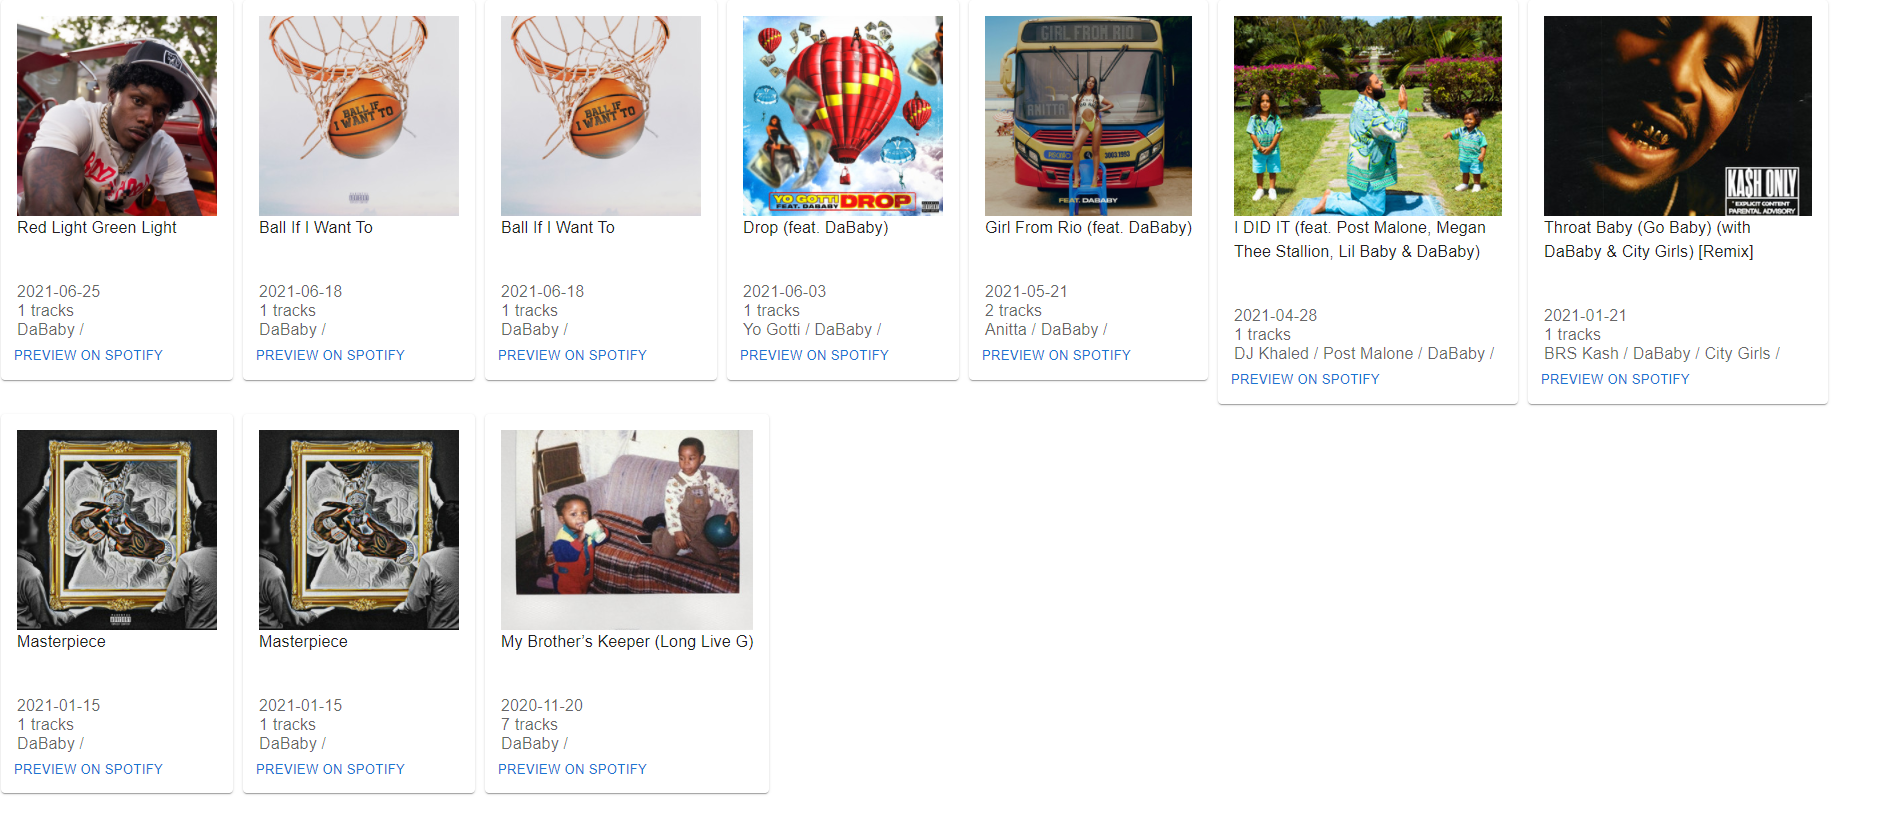 Red Light Green Light
2021-06-25
1 tracks
DaBaby /
PREVIEW ON SPOTIFY
BALL IF
I WANT TO
Ball If I Want To
2021-06-18
1 tracks
DaBaby /
PREVIEW ON SPOTIFY
BALL IF
I WANT TO
Ball If I Want To
2021-06-18
1 tracks
DaBaby /
PREVIEW ON SPOTIFY
YO GOTTI DROP
FEAT. DABABY
Drop (feat. DaBaby)
2021-06-03
1 tracks
Yo Gotti / DaBaby /
PREVIEW ON SPOTIFY
GIRL FROM RIO
ANITTA
FEAT. DABABY
Girl From Rio (feat. DaBaby)
2021-05-21
2 tracks
Anitta / DaBaby /
PREVIEW ON SPOTIFY
I DID IT (feat. Post Malone, Megan
Thee Stallion, Lil Baby & DaBaby)
2021-04-28
1 tracks
DJ Khaled / Post Malone / DaBaby /
PREVIEW ON SPOTIFY
KA$H ONLY
EXPLICIT CONTENT
PARENTAL ADVISORY
Throat Baby (Go Baby) (with
DaBaby & City Girls) [Remix]
2021-01-21
1 tracks
BRS Kash / DaBaby / City Girls /
PREVIEW ON SPOTIFY
Masterpiece
2021-01-15
1 tracks
DaBaby /
PREVIEW ON SPOTIFY
Masterpiece
2021-01-15
1 tracks
DaBaby /
PREVIEW ON SPOTIFY
My Brother’s Keeper (Long Live G)
2020-11-20
7 tracks
DaBaby /
PREVIEW ON SPOTIFY